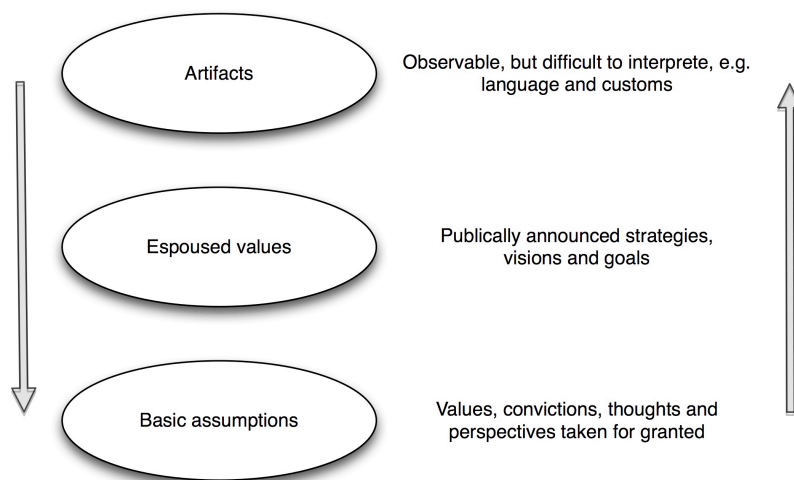 Artifacts
Observable, but difficult to interprete, e.g.
language and customs
Espoused values
Publically announced strategies,
visions and goals
Basic assumptions
Values, convictions, thoughts and
perspectives taken for granted